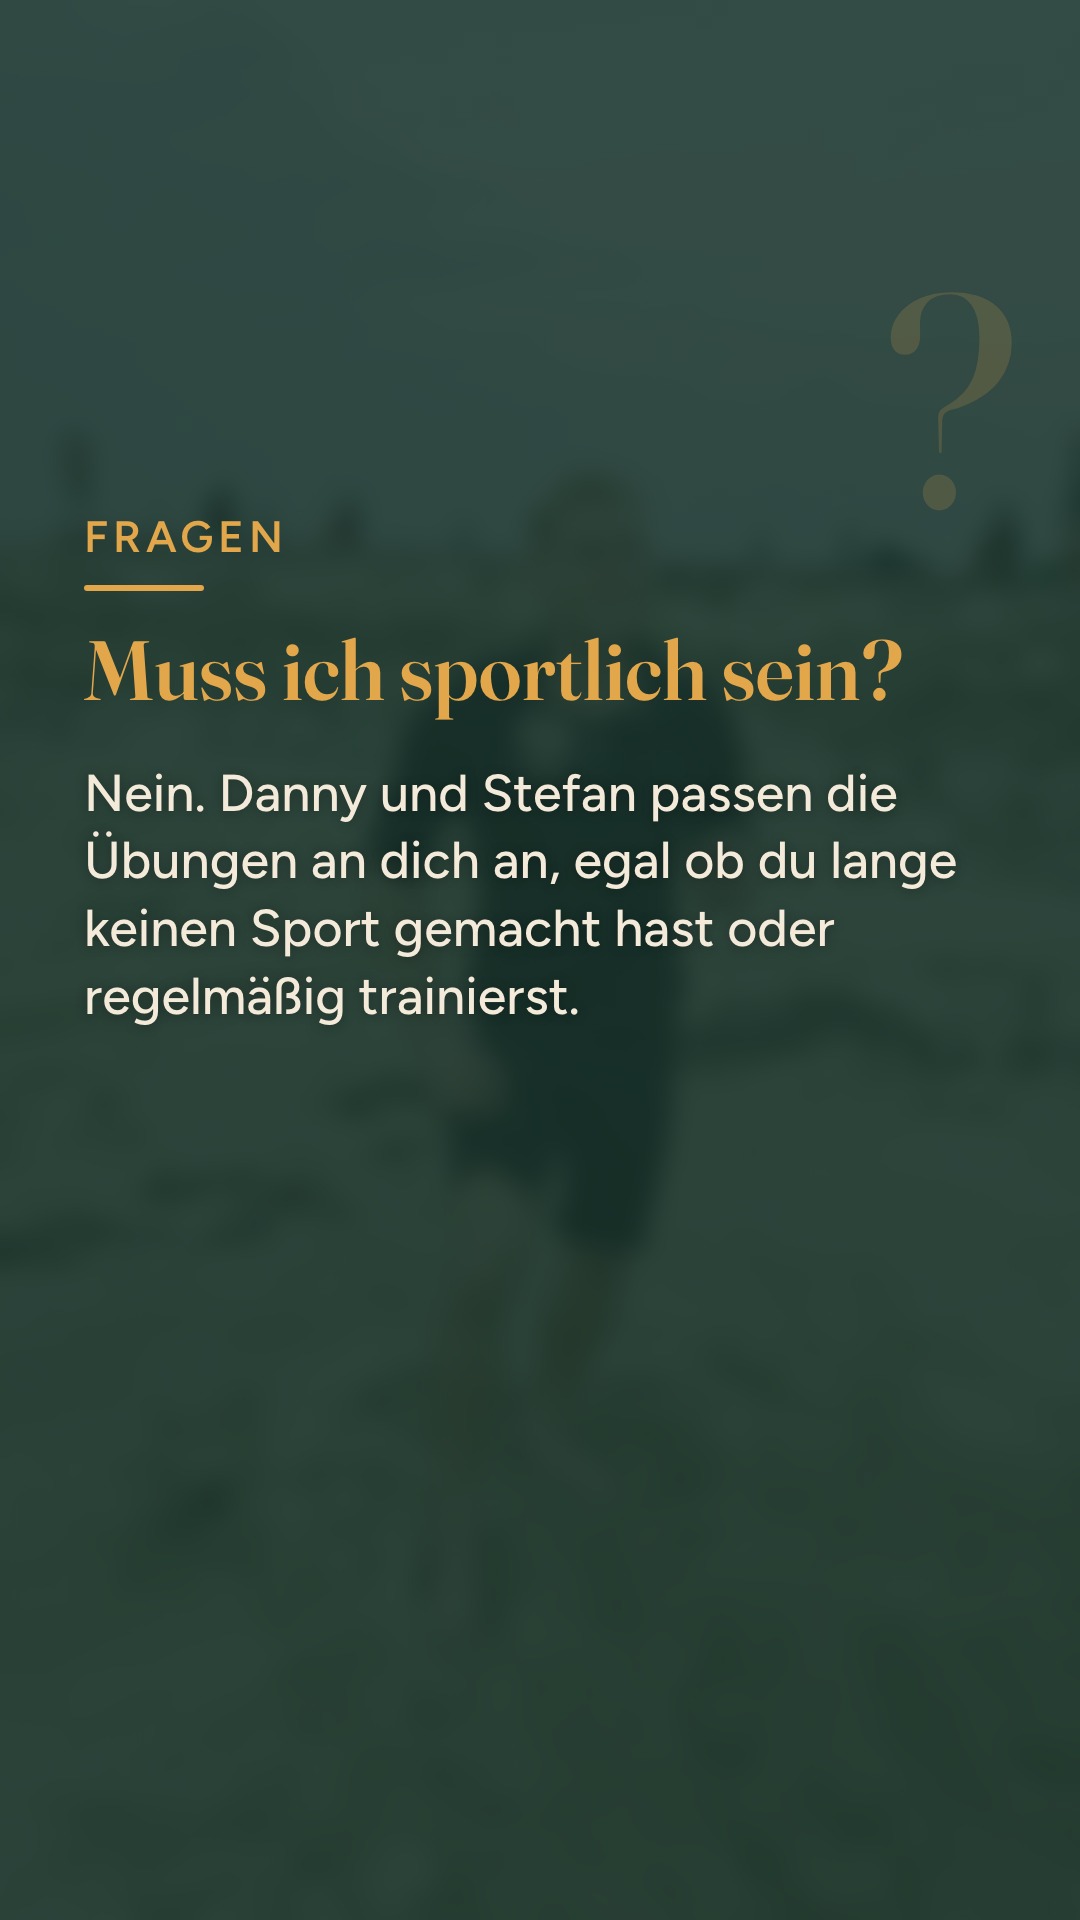 ?
FRAGEN
Muss ich sportlich sein?
Nein. Danny und Stefan passen die
Übungen an dich an, egal ob du lange
keinen Sport gemacht hast oder
regelmäßig trainierst.